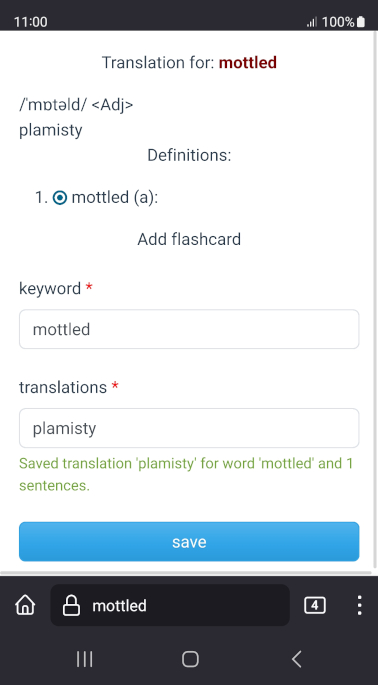 11:00 100%
Translation for: mottled
/'mɒtəld/ <Adj>
plamisty
Definitions:
1. mottled (a):
Add flashcard
keyword *
mottled
translations *
plamisty
Saved translation 'plamisty' for word 'mottled' and 1
sentences.
save
mottled 4